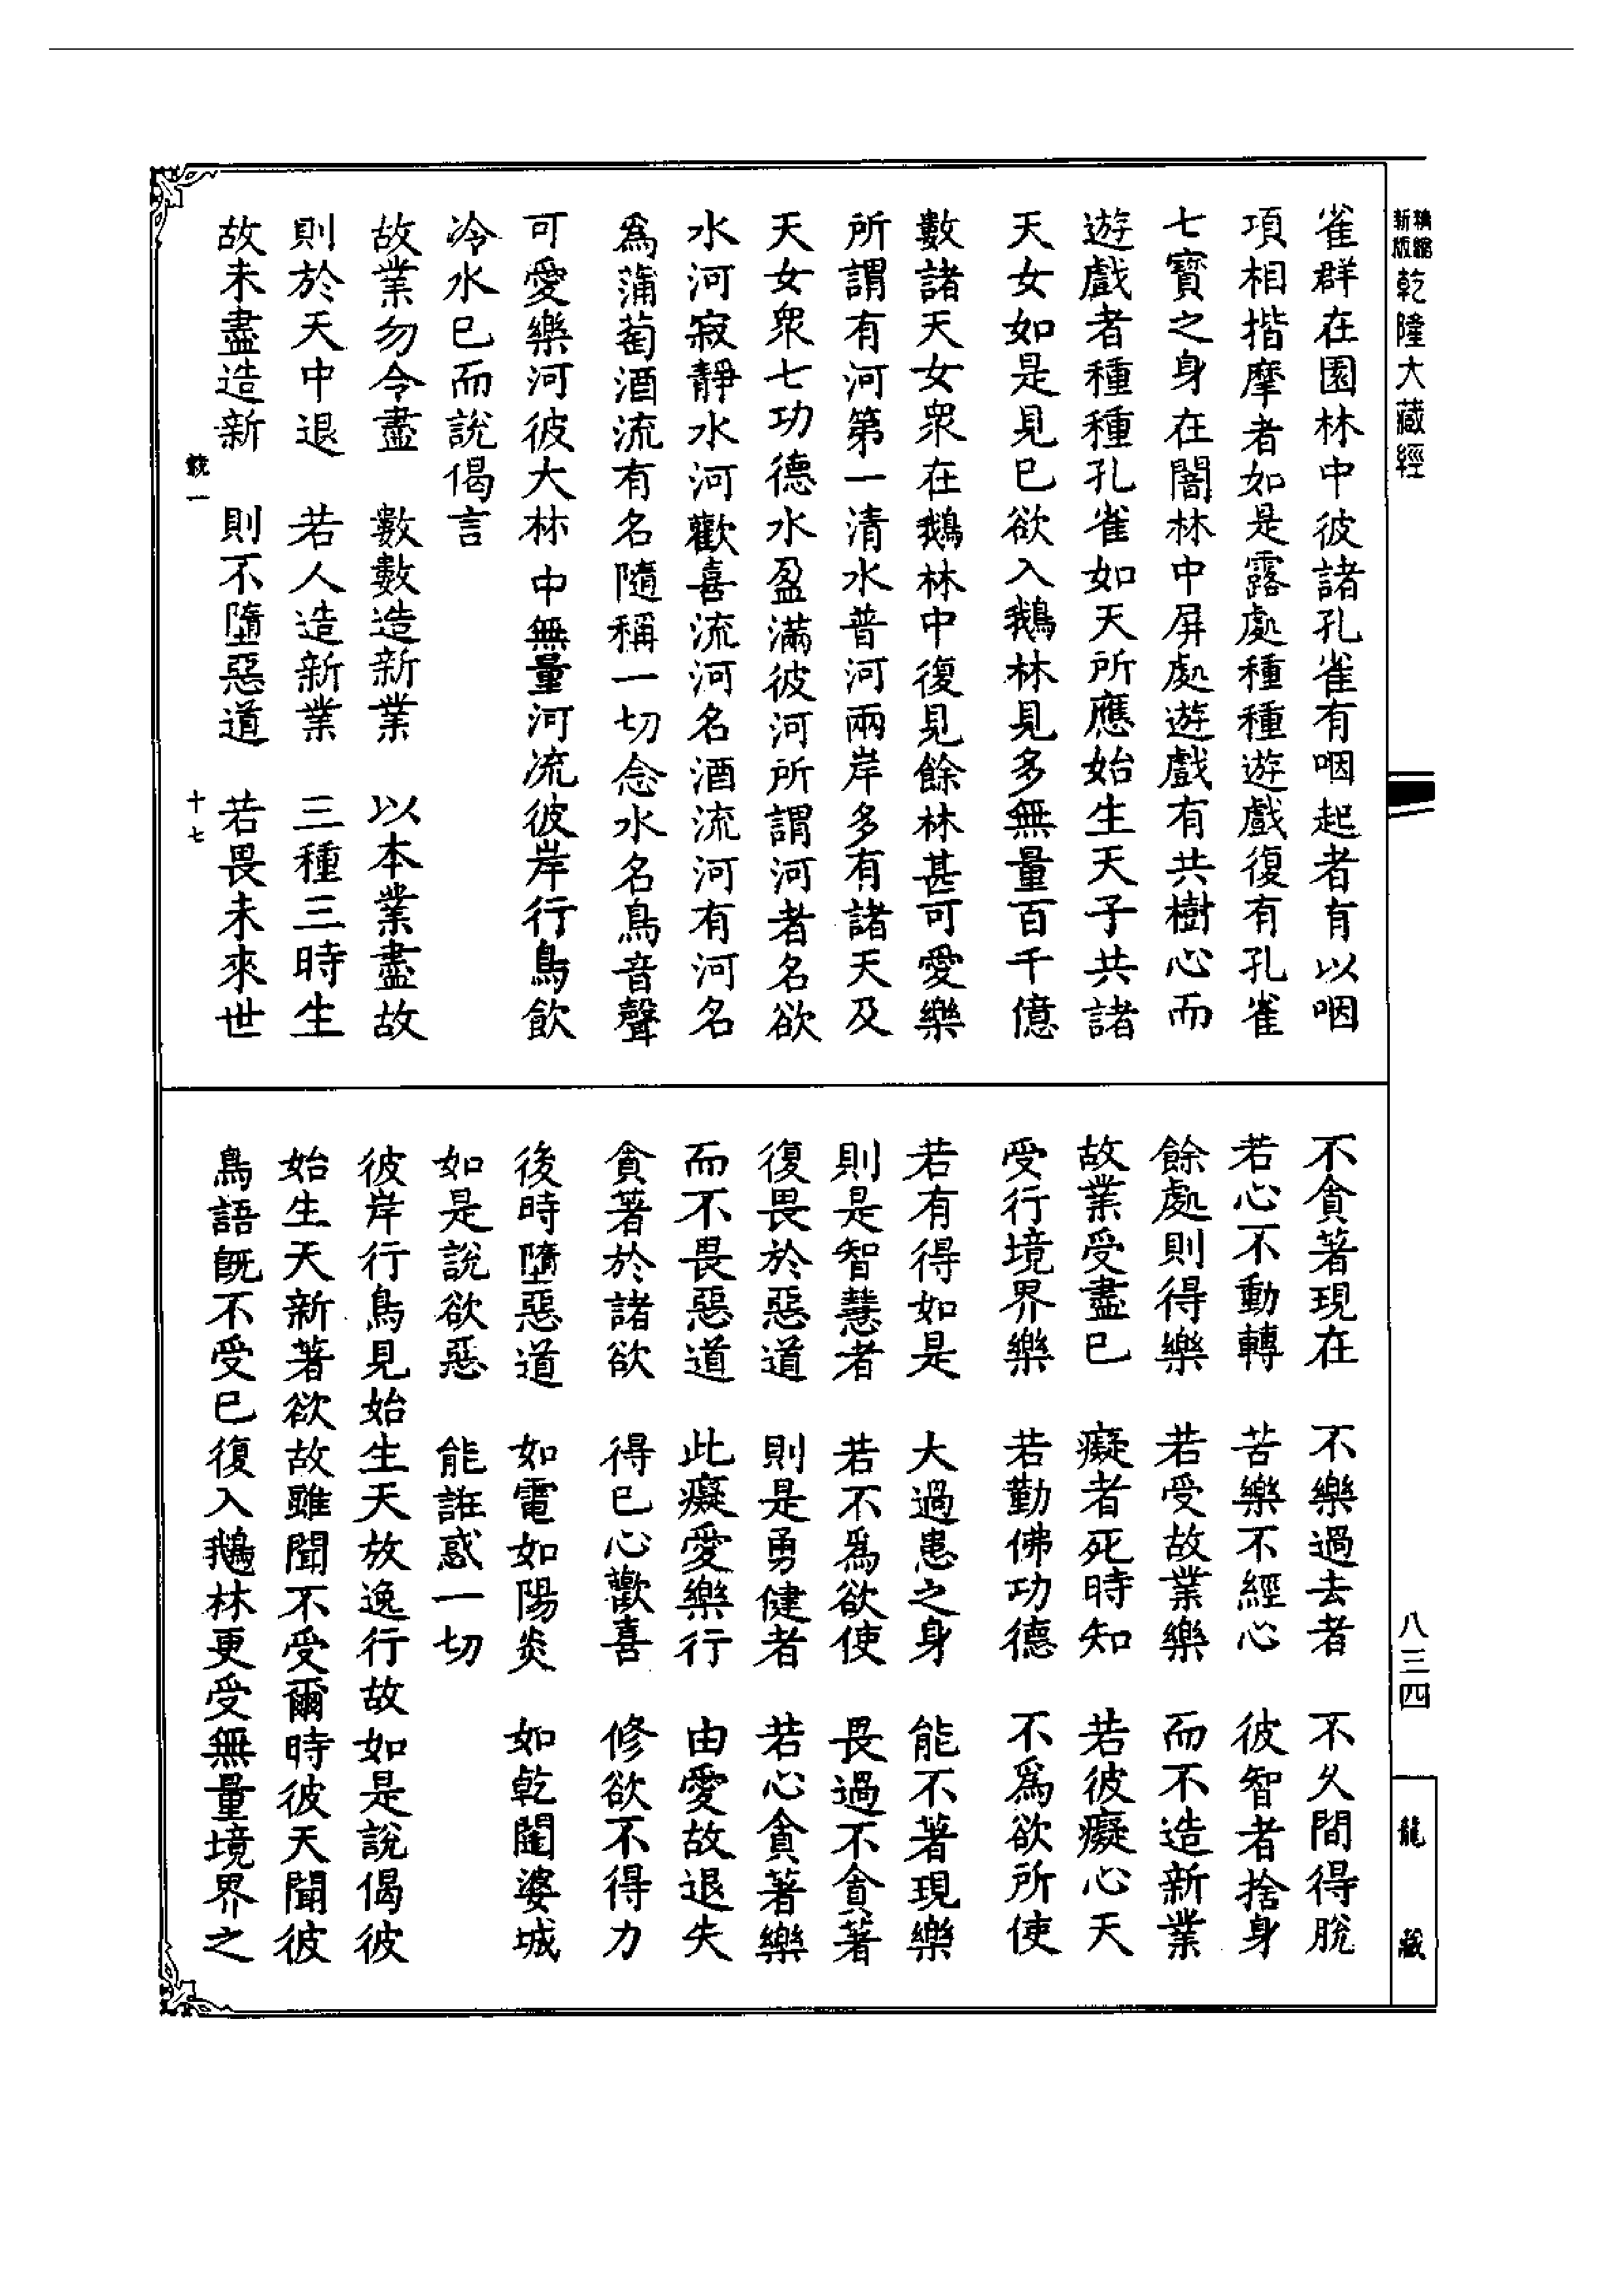 新版精縮乾隆大藏經
雀群在園林中彼諸孔雀有咽起者有以咽
項相揩摩者如是露處種種遊戲復有孔雀
七寶之身在闇林中屏處遊戲有共樹心而
遊戲者種種孔雀如天所應始生天子共諸
天女如是見已欲入鵝林見多無量百千億
數諸天女眾在鵝林中復見餘林甚可愛樂
所謂有河第一清水普河兩岸多有諸天及
天女眾七功德水盈滿彼河所謂河者名欲
水河寂靜水河歡喜流河名酒流河有河名
為蒲萄酒流有名隨稱一切念水名鳥音聲
可愛樂河彼大林中無量河流彼岸行鳥飲
冷水已而說偈言
故業勿令盡　數數造新業　以本業盡故
則於天中退　若人造新業　三種三時生
故未盡造新　則不墮惡道　若畏未來世
十七
不貪著現在　不樂過去者　不久間得脫
若心不動轉　苦樂不經心　彼智者捨身
餘處則得樂　若受故業樂　而不造新業
故業受盡已　癡者死時知　若彼癡心天
受行境界樂　若勤佛功德　不為欲所使
若有得如是　大過患之身　能不著現樂
則是智慧者　若不為欲使　畏過不貪著
復畏於惡道　則是勇健者　若心貪著樂
而不畏惡道　此癡愛樂行　由愛故退失
貪著於諸欲　得已心歡喜　修欲不得力
後時墮惡道　如電如陽炎　如乾闥婆城
如是說欲惡　能誑惑一切
彼岸行鳥見始生天放逸行故如是說偈彼
始生天新著欲故雖聞不受爾時彼天聞彼
鳥語既不受已復入鵝林更受無量境界之
八三四
龍藏